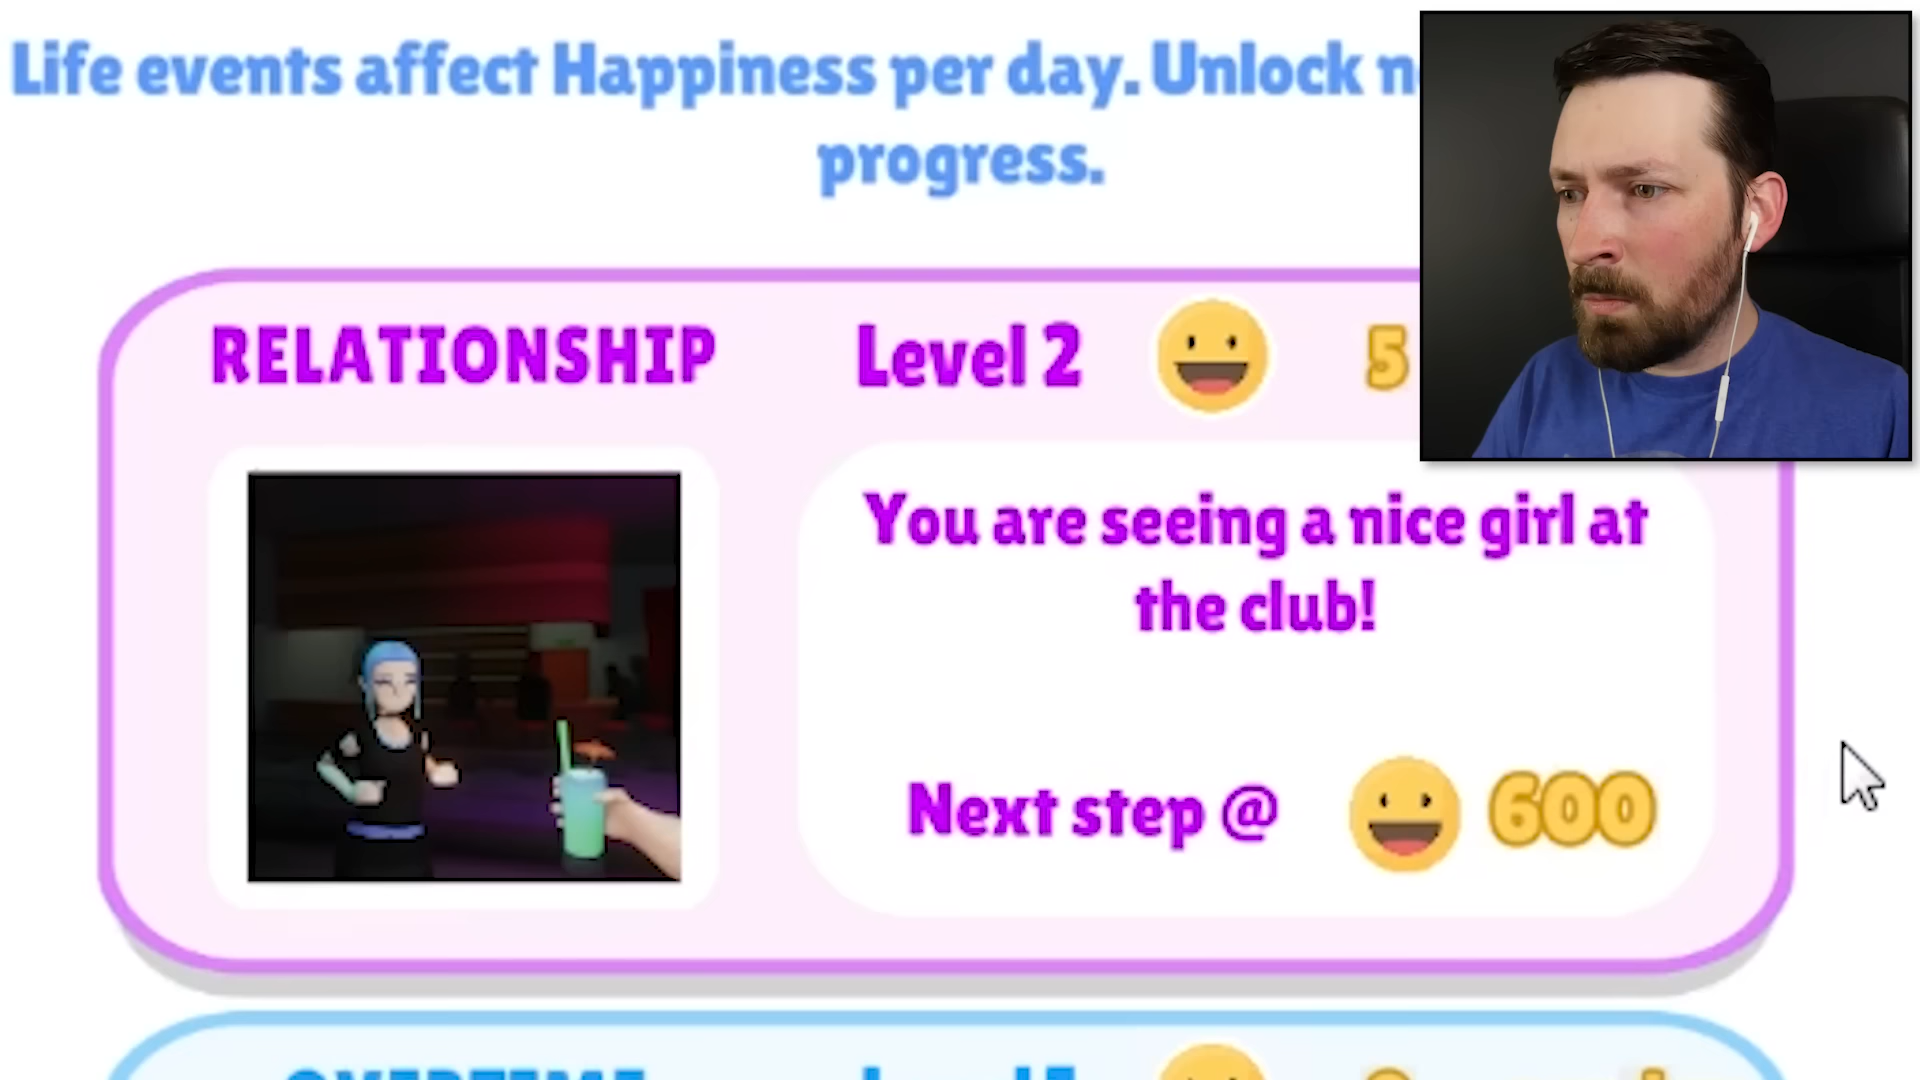 Life events affect Happiness per day. Unlock
progress.
RELATIONSHIP Level 2 5
You are seeing a nice girl at
the club!
Next step @ 600